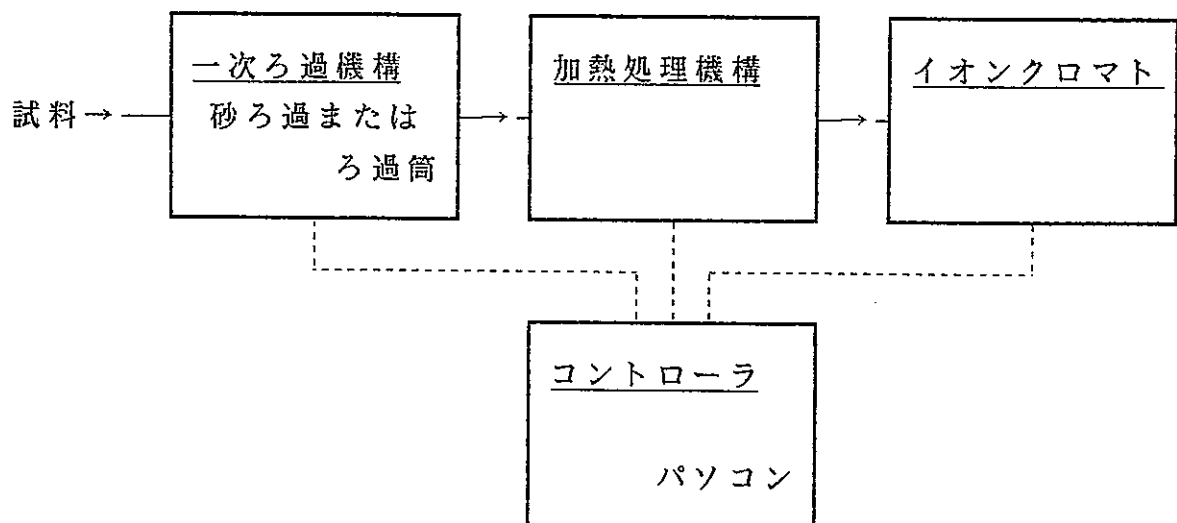 試料→
一次ろ過機構
砂ろ過または
ろ過筒
→
加熱処理機構
→
イオンクロマト
コントローラ
パソコン